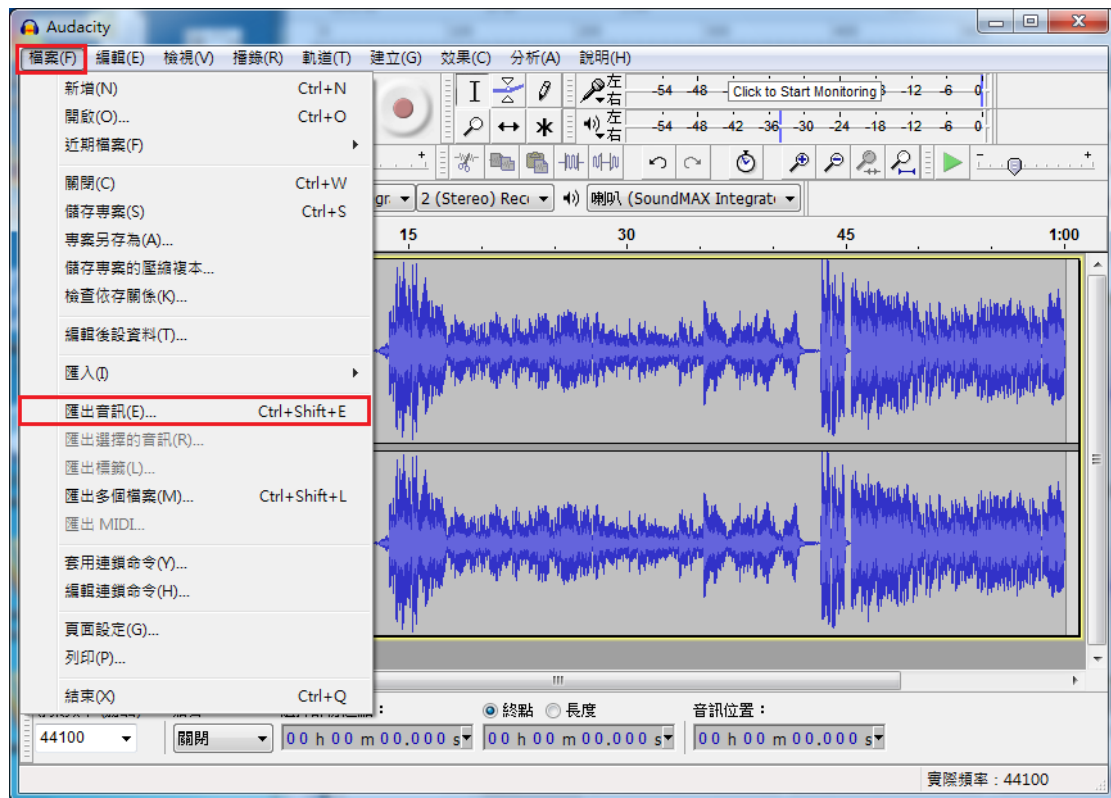 Audacity
檔案(F) 編輯(E) 檢視(V) 播錄(R) 軌道(T) 建立(G) 效果(C) 分析(A) 說明(H)
新增(N) Ctrl+N
開啟(O)... Ctrl+O
近期檔案(F)
關閉(C) Ctrl+W
儲存專案(S) Ctrl+S
專案另存為(A)...
儲存專案的壓縮複本...
檢查依存關係(K)...
編輯後設資料(T)...
匯入(I)
匯出音訊(E)... Ctrl+Shift+E
匯出選擇的音訊(R)...
匯出標籤(L)...
匯出多個檔案(M)... Ctrl+Shift+L
匯出 MIDI...
套用連鎖命令(Y)...
編輯連鎖命令(H)...
頁面設定(G)...
列印(P)...
結束(X) Ctrl+Q
左 -54 -48 Click to Start Monitoring -12 -6 0
右
左 -54 -48 -42 -36 -30 -24 -18 -12 -6 0
右
2 (Stereo) Reco 喇叭 (SoundMAX Integrat
15 30 45 1:00
終點 長度 音訊位置：
44100 關閉 00 h 00 m 00.000 s 00 h 00 m 00.000 s 00 h 00 m 00.000 s
實際頻率：44100